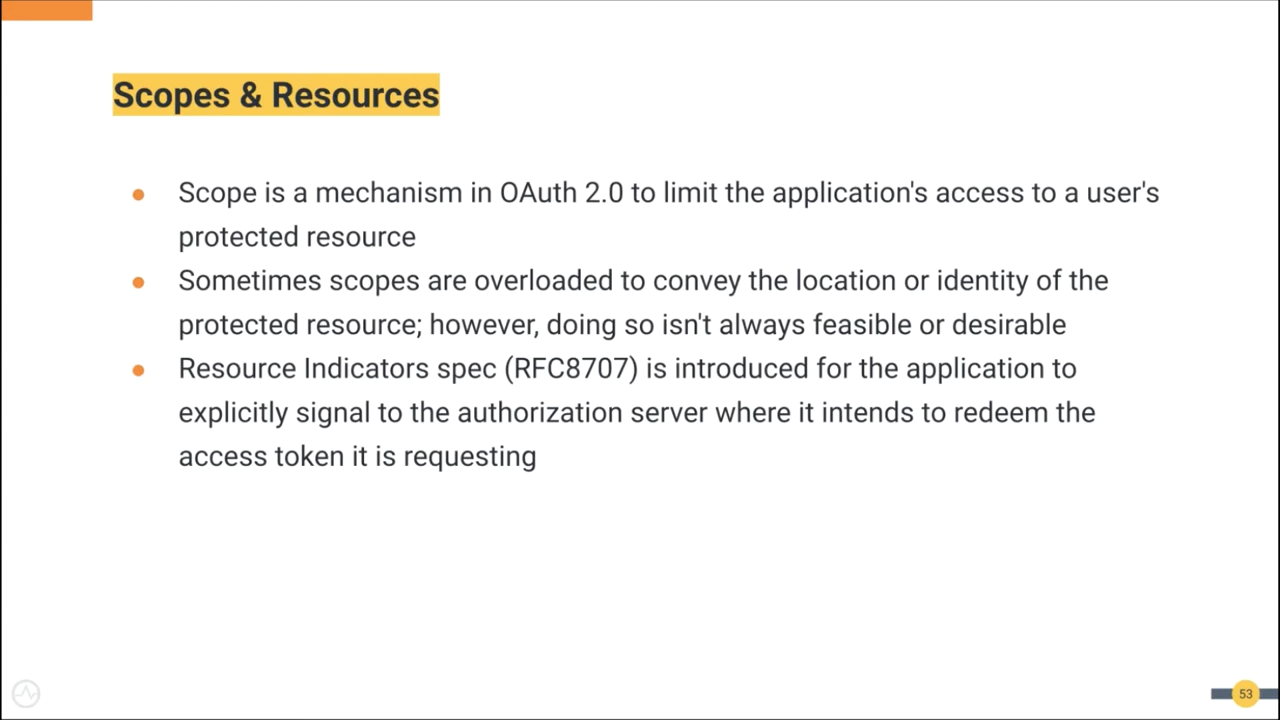 Scopes & Resources
● Scope is a mechanism in OAuth 2.0 to limit the application's access to a user's
protected resource
● Sometimes scopes are overloaded to convey the location or identity of the
protected resource; however, doing so isn't always feasible or desirable
● Resource Indicators spec (RFC8707) is introduced for the application to
explicitly signal to the authorization server where it intends to redeem the
access token it is requesting
53